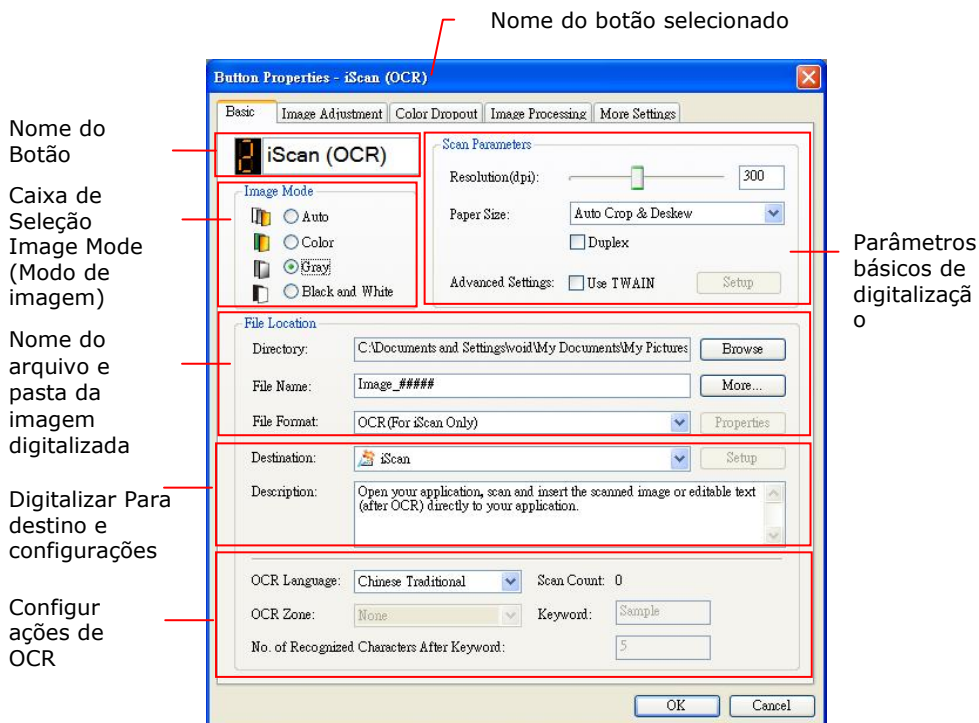 Nome do botão selecionado
Button Properties - iScan (OCR)
Basic Image Adjustment Color Dropout Image Processing More Settings
Nome do
Botão
2 iScan (OCR)
Caixa de
Seleção
Image Mode
(Modo de
imagem)
Image Mode
Auto
Color
Gray
Black and White
Scan Parameters
Resolution(dpi): 300
Paper Size: Auto Crop & Deskew
Duplex
Advanced Settings: Use TWAIN Setup
Parâmetros
básicos de
digitalizaçã
o
Nome do
arquivo e
pasta da
imagem
digitalizada
File Location
Directory: C:\Documents and Settings\void\My Documents\My Pictures Browse
File Name: Image_##### More...
File Format: OCR(For iScan Only) Properties
Digitalizar Para
destino e
configurações
Destination: iScan Setup
Description: Open your application, scan and insert the scanned image or editable text
(after OCR) directly to your application.
Configur
ações de
OCR
OCR Language: Chinese Traditional Scan Count: 0
OCR Zone: None Keyword: Sample
No. of Recognized Characters After Keyword: 5
OK Cancel